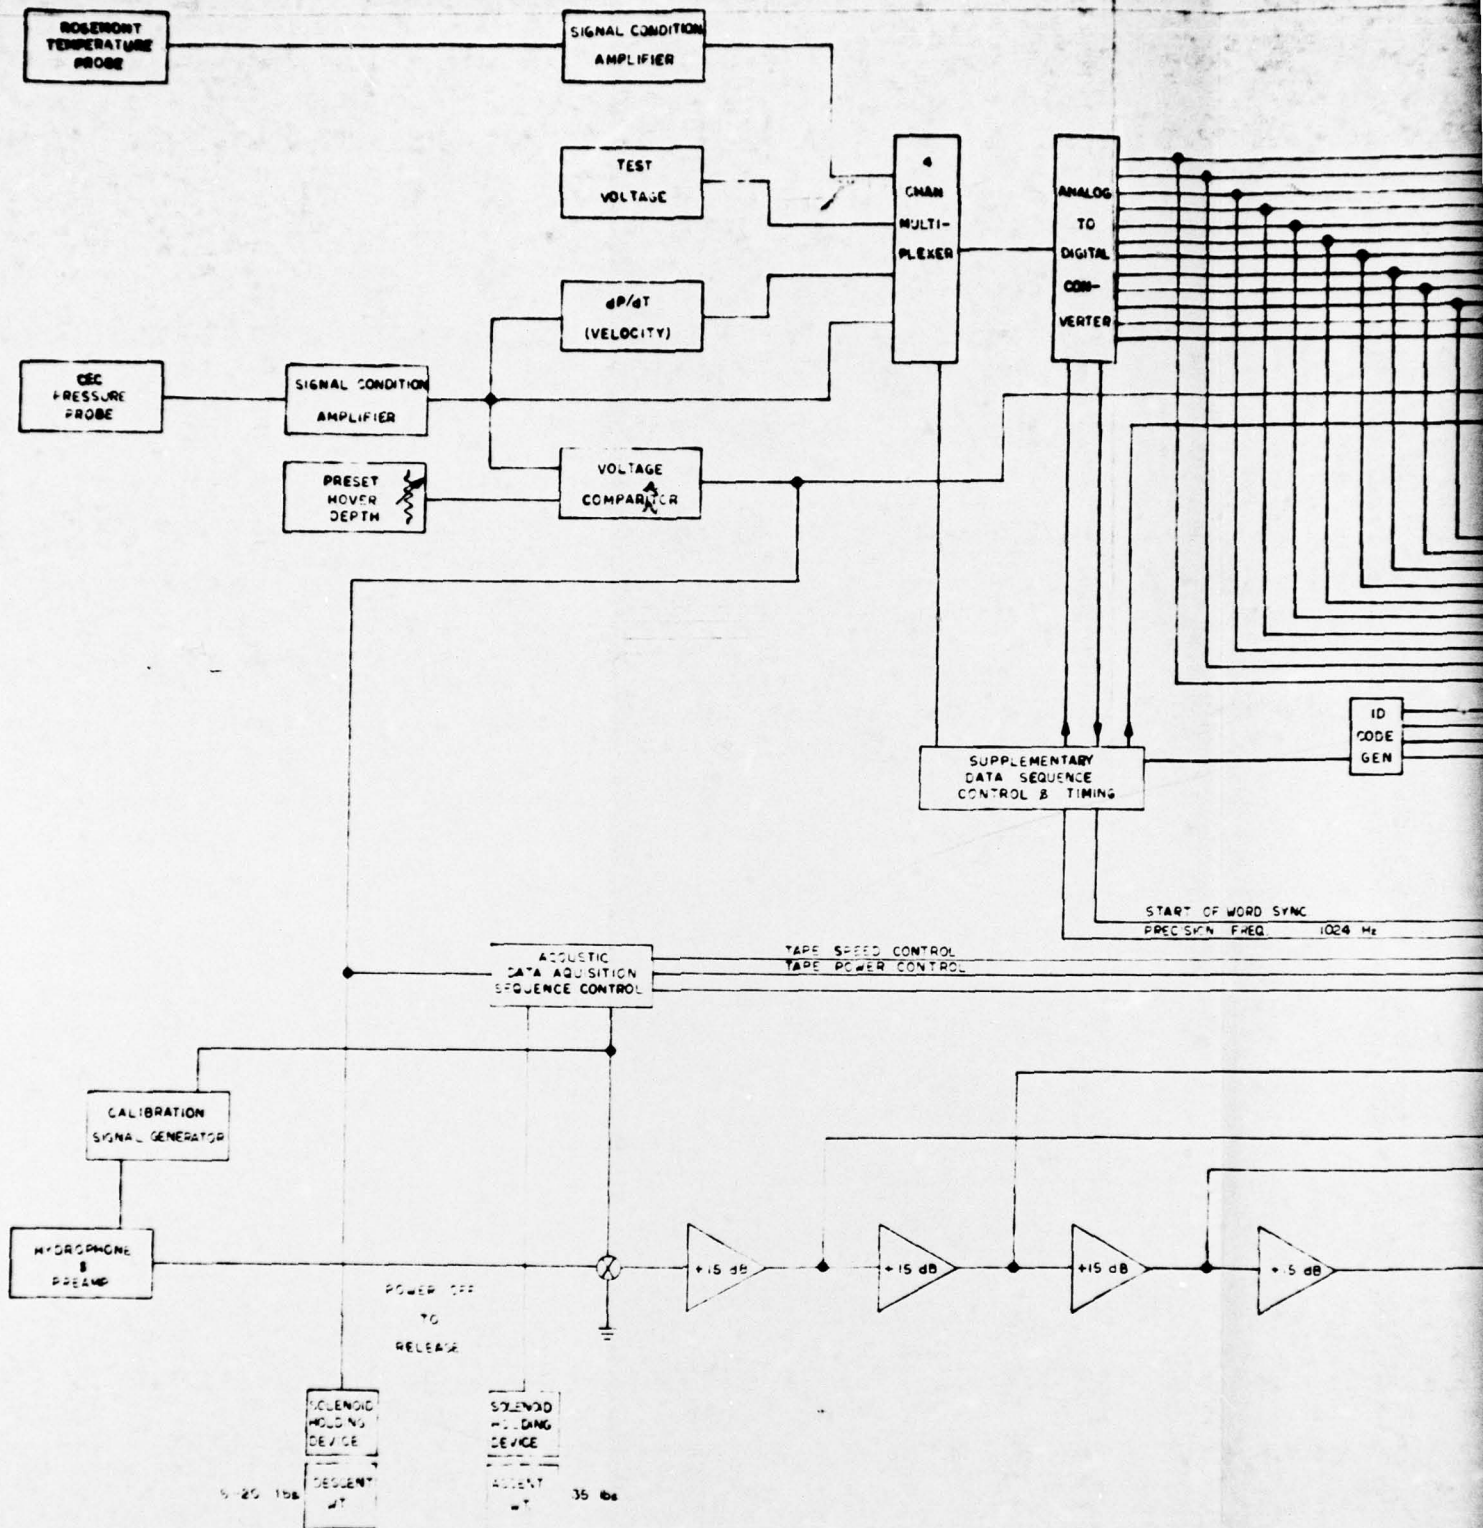 ROSEMONT
TEMPERATURE
PROBE
SIGNAL CONDITION
AMPLIFIER
TEST
VOLTAGE
4
CHAN
MULTI-
PLEXER
ANALOG
TO
DIGITAL
CON-
VERTER
dP/dT
(VELOCITY)
CEC
PRESSURE
PROBE
SIGNAL CONDITION
AMPLIFIER
PRESET
HOVER
DEPTH
VOLTAGE
ID
CODE
GEN
SUPPLEMENTARY
DATA SEQUENCE
CONTROL & TIMING
START OF WORD SYNC
PRECISION FREQ. 1024 Hz
ACOUSTIC
DATA AQUISITION
SEQUENCE CONTROL
TAPE SPEED CONTROL
TAPE POWER CONTROL
CALIBRATION
SIGNAL GENERATOR
HYDROPHONE
&
PREAMP
+15 dB
+15 dB
+15 dB
+15 dB
POWER OFF
TO
RELEASE
SOLENOID
HOLDING
DEVICE
SOLENOID
HOLDING
DEVICE
DESCENT
WT.
lbs
WT.
35 lbs